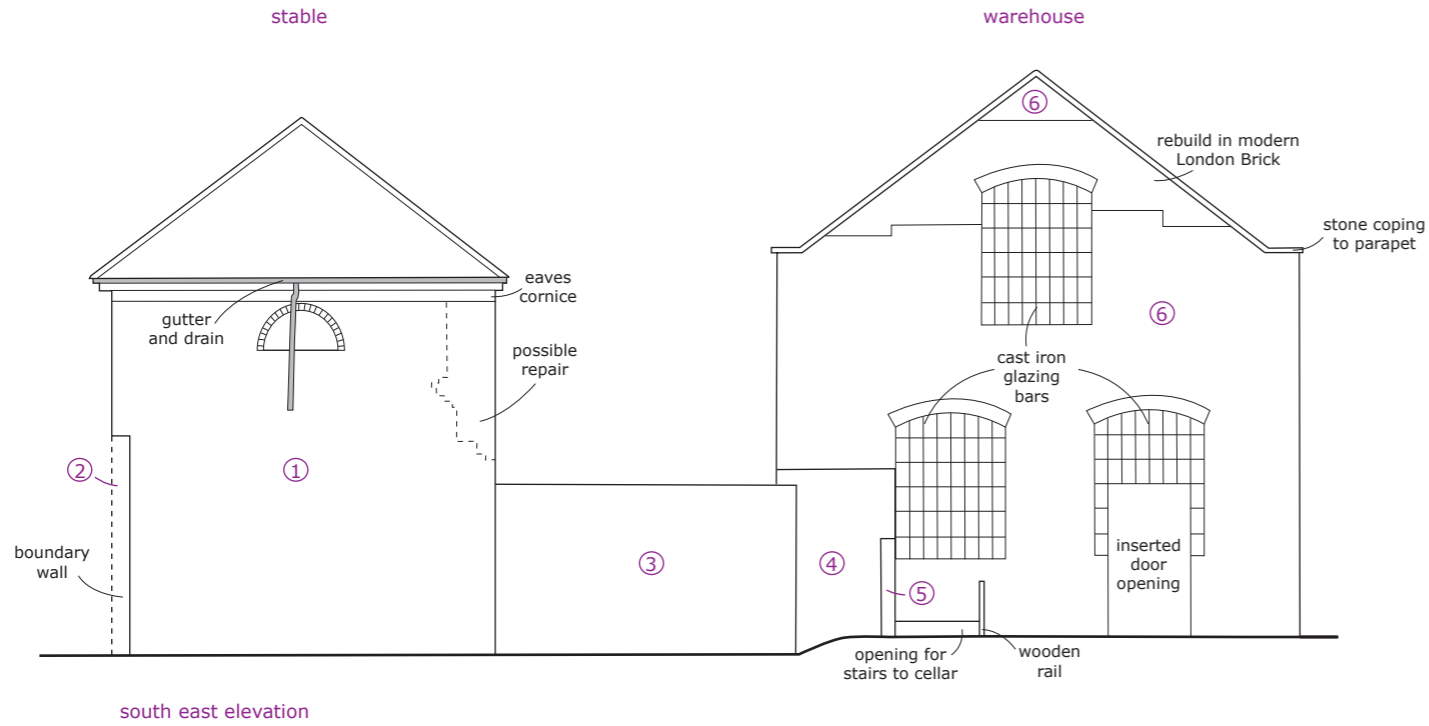 stable
warehouse
⑥
rebuild in modern
London Brick
stone coping
to parapet
eaves
cornice
gutter
and drain
⑥
possible
repair
cast iron
glazing
bars
②
①
boundary
wall
③
④
⑤
inserted
door
opening
opening for
stairs to cellar
wooden
rail
south east elevation